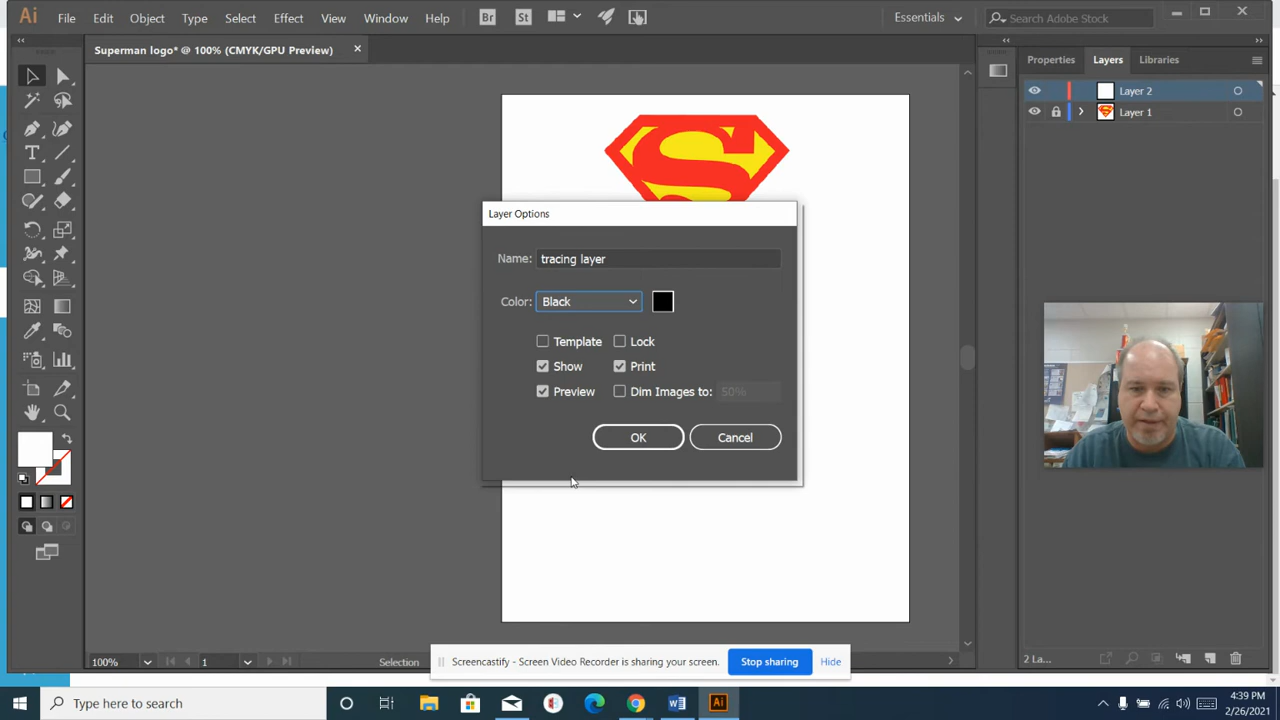 Ai File Edit Object Type Select Effect View Window Help Br St Essentials Search Adobe Stock
Superman logo* @ 100% (CMYK/GPU Preview)
Properties Layers Libraries
Layer 2
Layer 1
S
Layer Options
Name: tracing layer
Color: Black
Template Lock
Show Print
Preview Dim Images to: 50%
OK Cancel
100% 1 Selection 2 La...
Screencastify - Screen Video Recorder is sharing your screen. Stop sharing Hide
Type here to search
Ai
4:39 PM
2/26/2021